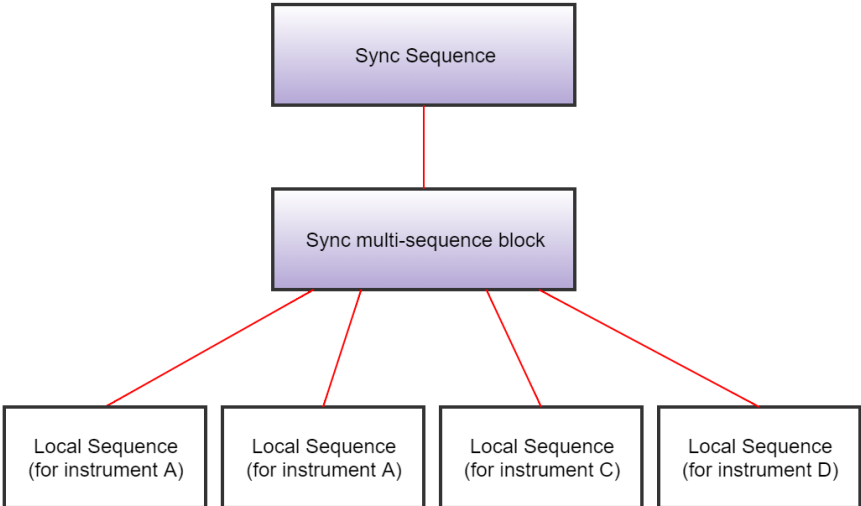 Sync Sequence
Sync multi-sequence block
Local Sequence
(for instrument A)
Local Sequence
(for instrument A)
Local Sequence
(for instrument C)
Local Sequence
(for instrument D)